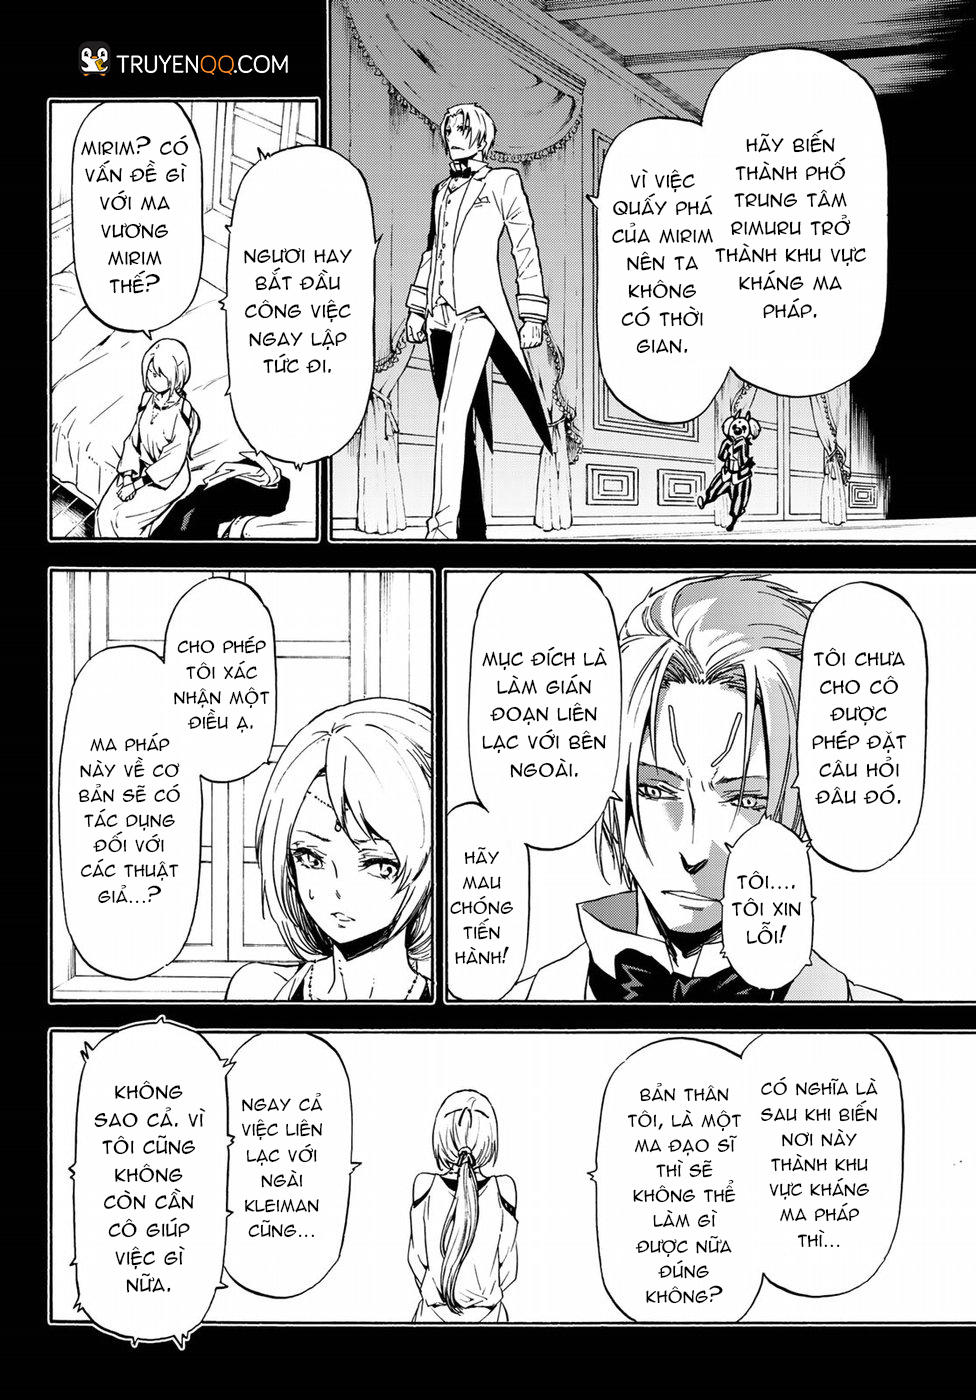 TRUYENQQ.COM
HÃY BIẾN
THÀNH PHỐ
TRUNG TÂM
RIMURU TRỞ
THÀNH KHU VỰC
KHÁNG MA
PHÁP.
VÌ VIỆC
QUẤY PHÁ
CỦA MIRIM
NÊN TA
KHÔNG
CÓ THỜI
GIAN.
NGƯƠI HAY
BẮT ĐẦU
CÔNG VIỆC
NGAY LẬP
TỨC ĐI.
MIRIM? CÓ
VẤN ĐỀ GÌ
VỚI MA
VƯƠNG
MIRIM
THẾ?
TÔI CHƯA
CHO CÔ
ĐƯỢC
PHÉP ĐẶT
CÂU HỎI
ĐÂU ĐÓ.
TÔI....
TÔI XIN
LỖI!
MỤC ĐÍCH LÀ
LÀM GIÁN
ĐOẠN LIÊN
LẠC VỚI BÊN
NGOÀI.
HÃY
MAU
CHÓNG
TIẾN
HÀNH!
CHO PHÉP
TÔI XÁC
NHẬN MỘT
ĐIỀU Ạ.
MA PHÁP
NÀY VỀ CƠ
BẢN SẼ CÓ
TÁC DỤNG
ĐỐI VỚI
CÁC THUẬT
GIẢ...?
CÓ NGHĨA LÀ
SAU KHI BIẾN
NƠI NÀY
THÀNH KHU
VỰC KHÁNG
MA PHÁP
THÌ...
BẢN THÂN
TÔI, LÀ MỘT
MA ĐẠO SĨ
THÌ SẼ
KHÔNG THỂ
LÀM GÌ
ĐƯỢC NỮA
ĐÚNG
KHÔNG?
NGAY CẢ
VIỆC LIÊN
LẠC VỚI
NGÀI
KLEIMAN
CŨNG...
KHÔNG
SAO CẢ. VÌ
TÔI CŨNG
KHÔNG
CÒN CẦN
CÔ GIÚP
VIỆC GÌ
NỮA.